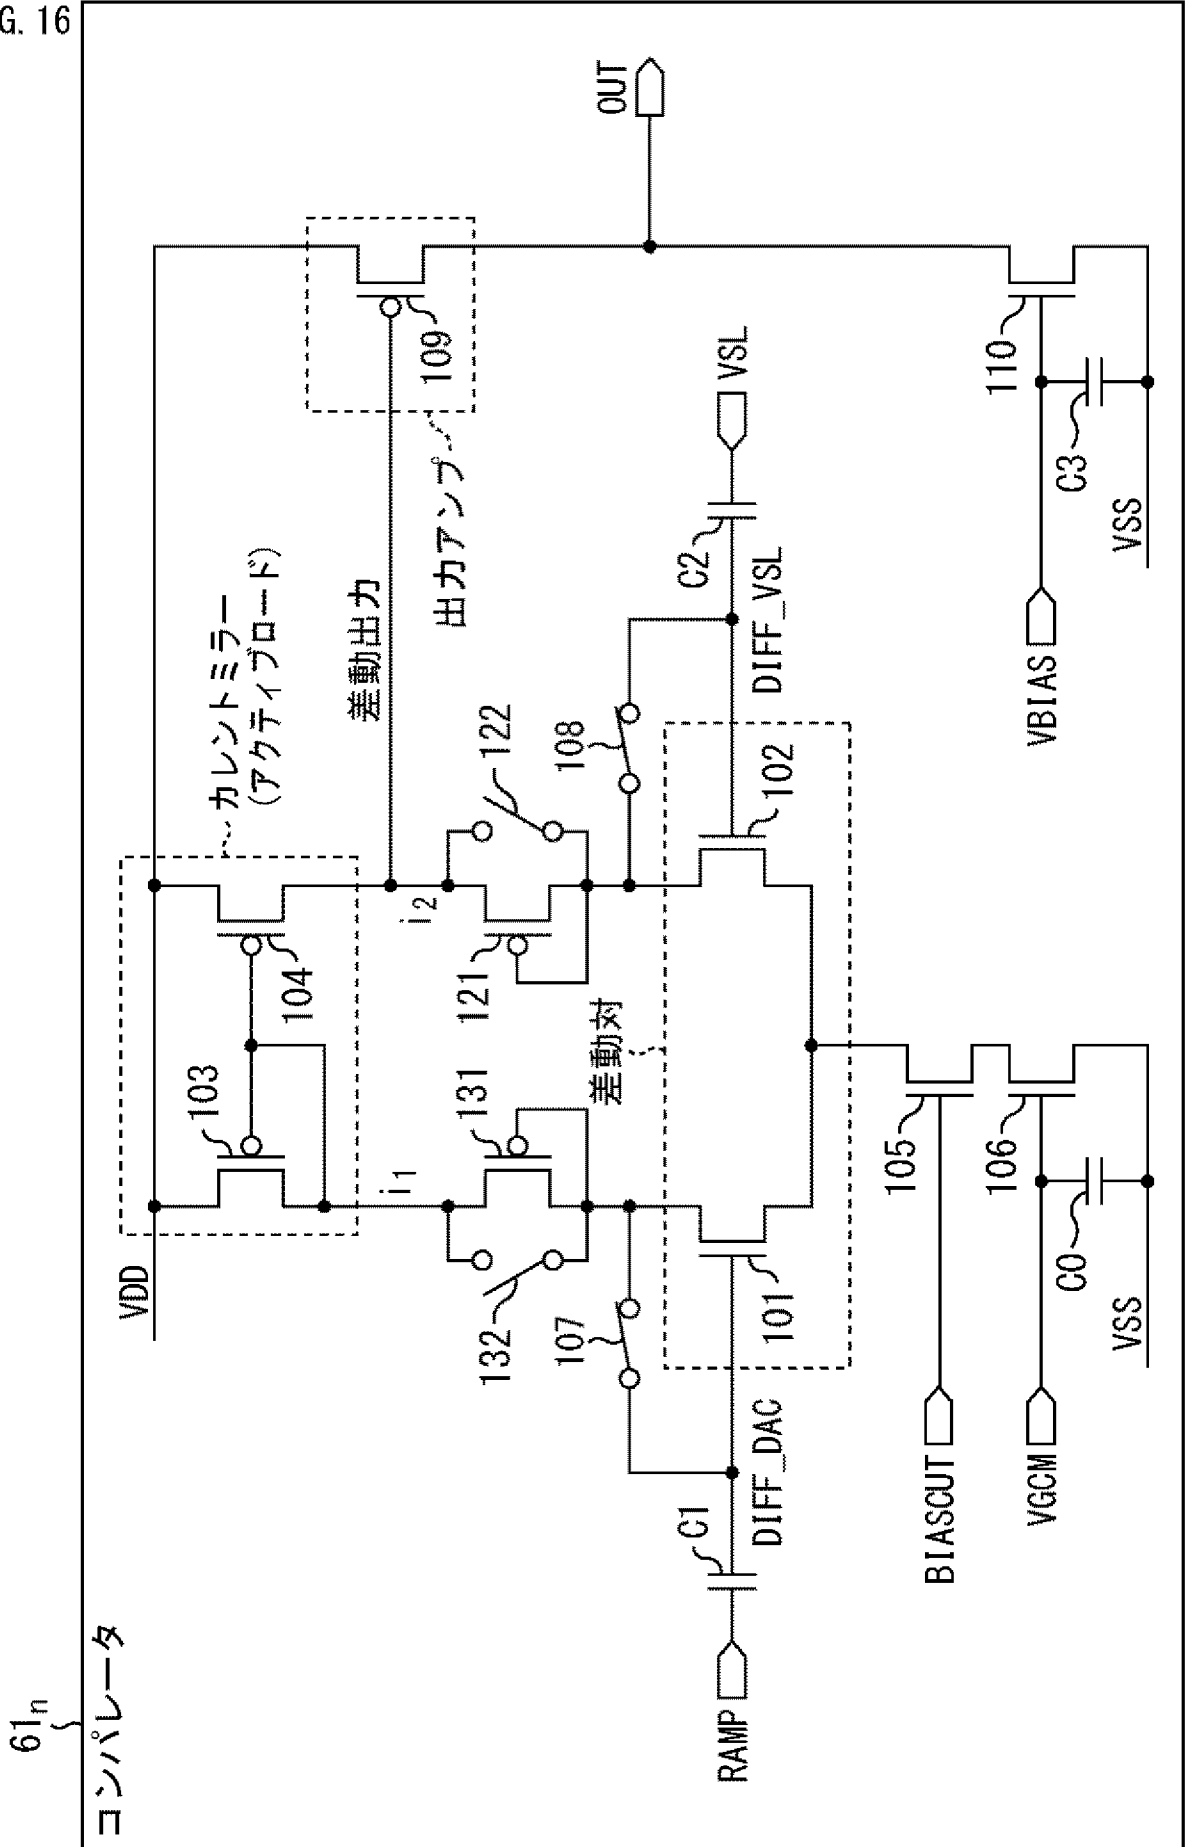 G. 16
61n
コンパレータ
VDD
カレントミラー
(アクティブロード)
103
104
i1
i2
差動出力
109
出力アンプ
OUT
131
132
121
122
107
108
差動対
101
102
RAMP
C1
DIFF_DAC
DIFF_VSL
C2
VSL
BIASCUT
105
VGCM
106
C0
VSS
VBIAS
110
C3
VSS